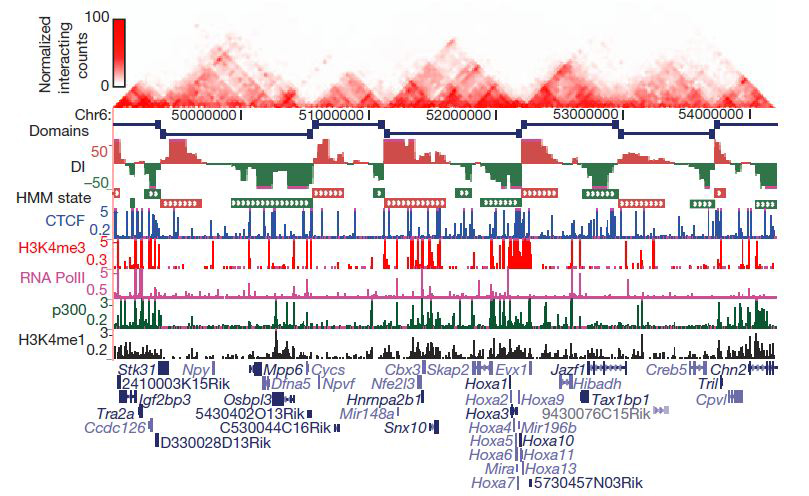 Normalized
interacting
counts
100
0
Chr6: 50000000 51000000 52000000 53000000 54000000
Domains
50
DI
−50
HMM state
CTCF 5
0.2
H3K4me3 5
0.3
RNA PolII 5
0.5
p300 3
0.2
H3K4me1 3
0.2
Stk31 Npy Mpp6 Cycs Cbx3 Skap2 Evx1 Jazf1 Creb5 Chn2
2410003K15Rik Dfna5 Npvf Nfe2l3 Hoxa1 Hibadh Tril
Igf2bp3 Osbpl3 Hnrnpa2b1 Hoxa2 Hoxa9 Tax1bp1 Cpvl
Tra2a 5430402O13Rik Mir148a Hoxa3 9430076C15Rik
Ccdc126 C530044C16Rik Snx10 Hoxa4 Mir196b
D330028D13Rik Hoxa5 Hoxa10
Hoxa6 Hoxa11
Mira Hoxa13
Hoxa7 5730457N03Rik